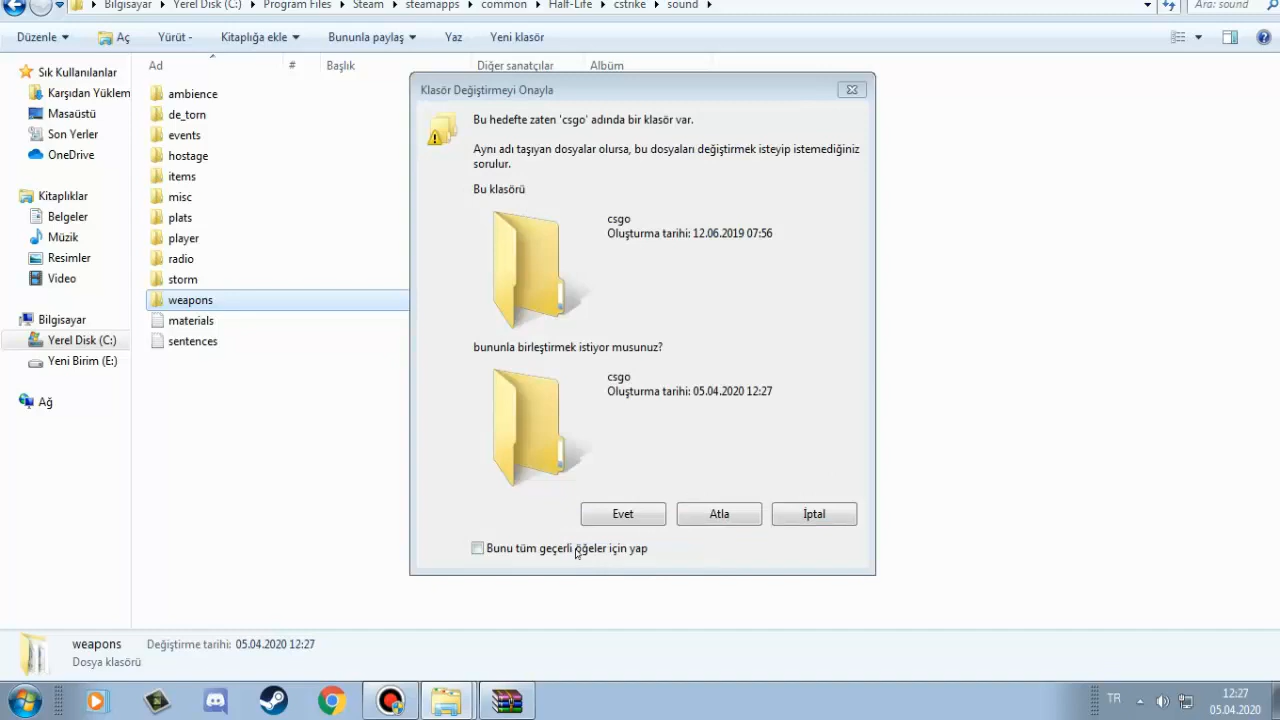 Bilgisayar ▸ Yerel Disk (C:) ▸ Program Files ▸ Steam ▸ steamapps ▸ common ▸ Half-Life ▸ cstrike ▸ sound ▸
Ara: sound
Düzenle Aç Yürüt Kitaplığa ekle Bununla paylaş Yaz Yeni klasör
Ad # Başlık Diğer sanatçılar Albüm
Sık Kullanılanlar
Karşıdan Yüklem
Masaüstü
Son Yerler
OneDrive
Kitaplıklar
Belgeler
Müzik
Resimler
Video
Bilgisayar
Yerel Disk (C:)
Yeni Birim (E:)
Ağ
ambience
de_torn
events
hostage
items
misc
plats
player
radio
storm
weapons
materials
sentences
Klasör Değiştirmeyi Onayla
Bu hedefte zaten 'csgo' adında bir klasör var.
Aynı adı taşıyan dosyalar olursa, bu dosyaları değiştirmek isteyip istemediğiniz
sorulur.
Bu klasörü
csgo
Oluşturma tarihi: 12.06.2019 07:56
bununla birleştirmek istiyor musunuz?
csgo
Oluşturma tarihi: 05.04.2020 12:27
Evet Atla İptal
Bunu tüm geçerli öğeler için yap
weapons Değiştirme tarihi: 05.04.2020 12:27
Dosya klasörü
TR
12:27
05.04.2020